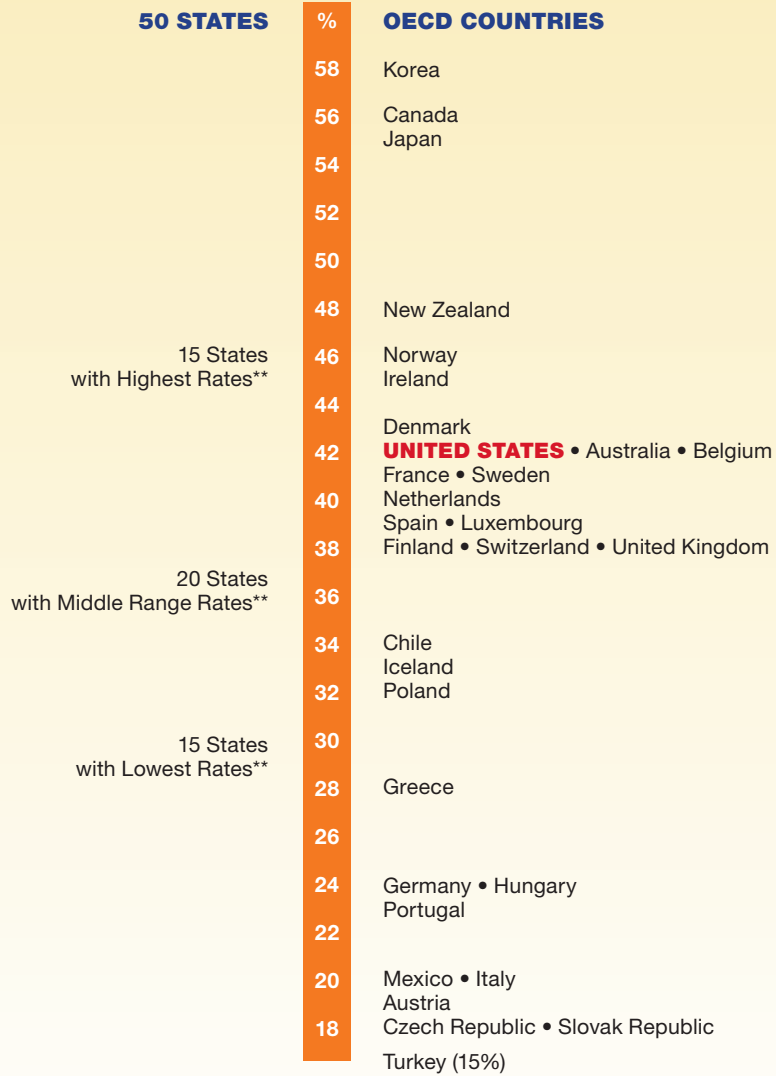 50 STATES % OECD COUNTRIES
58 Korea
56 Canada
Japan
54
52
50
48 New Zealand
15 States 46 Norway
with Highest Rates** Ireland
44
Denmark
42 UNITED STATES • Australia • Belgium
France • Sweden
40 Netherlands
Spain • Luxembourg
38 Finland • Switzerland • United Kingdom
20 States
with Middle Range Rates** 36
34 Chile
Iceland
32 Poland
15 States 30
with Lowest Rates**
28 Greece
26
24 Germany • Hungary
Portugal
22
20 Mexico • Italy
Austria
18 Czech Republic • Slovak Republic
Turkey (15%)